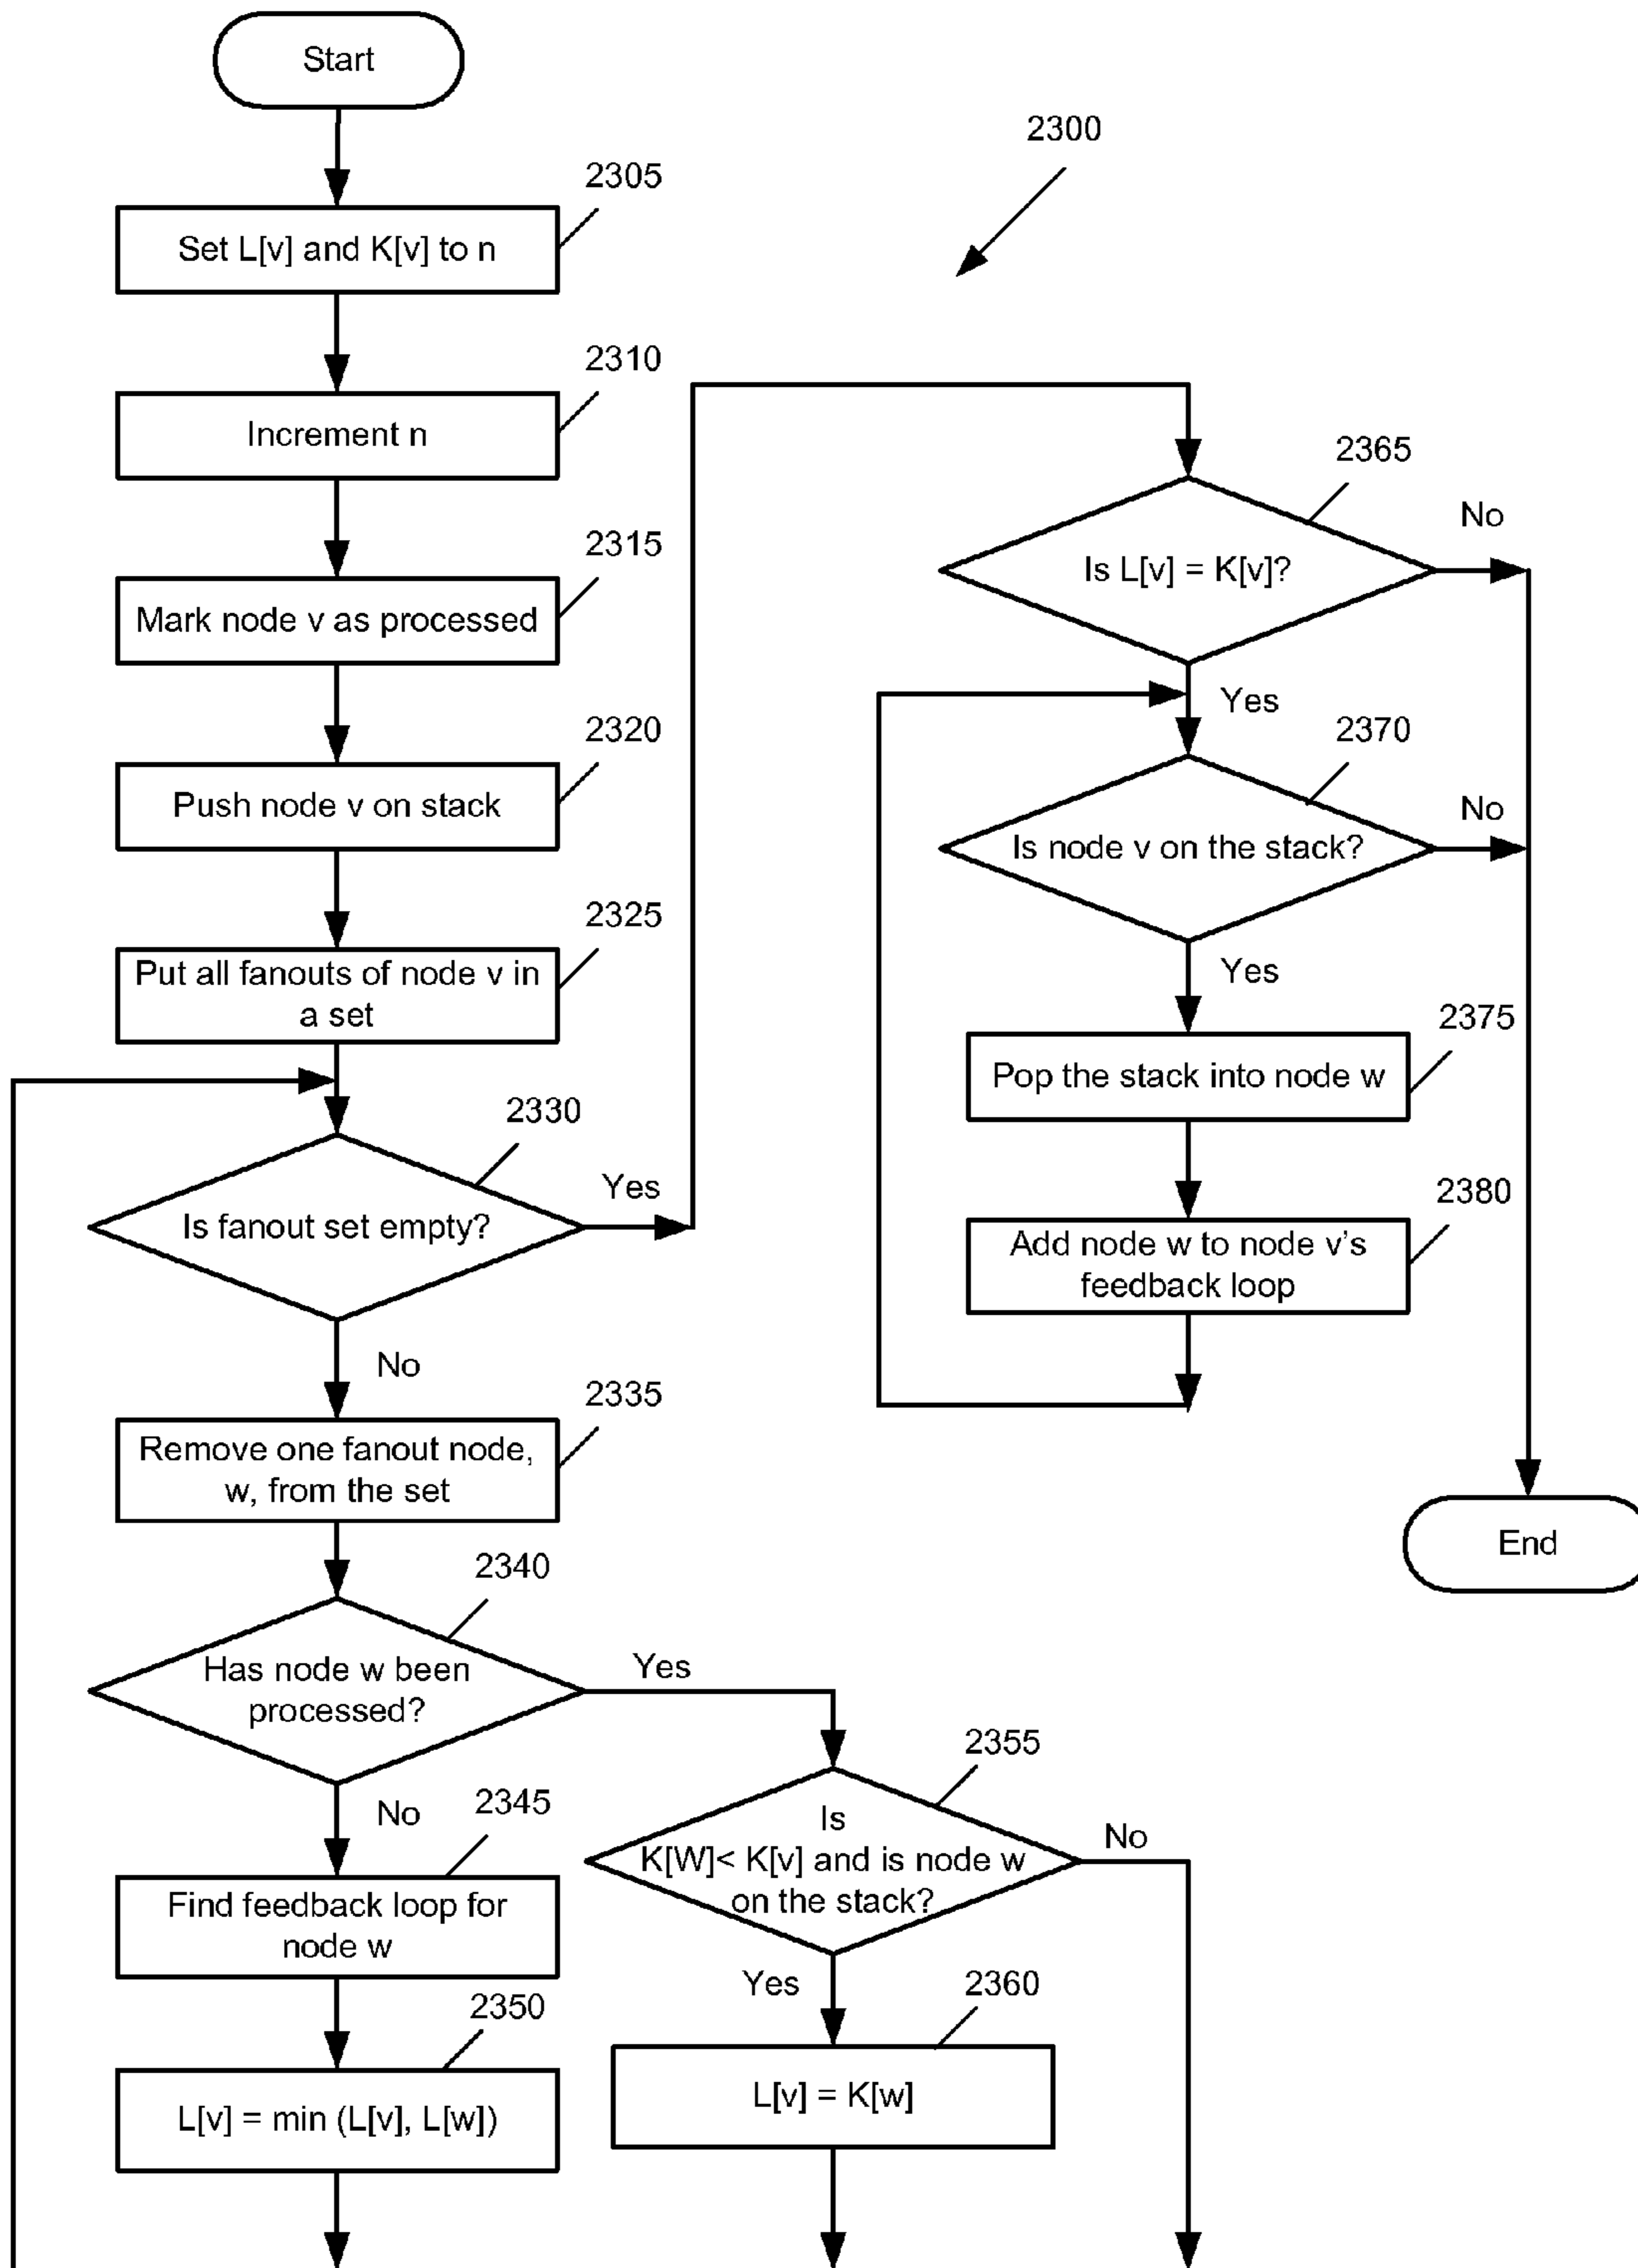 Start
2300
2305
Set L[v] and K[v] to n
2310
Increment n
2315
Mark node v as processed
2320
Push node v on stack
2325
Put all fanouts of node v in
a set
2330
Is fanout set empty?
Yes
No
2335
Remove one fanout node,
w, from the set
2340
Has node w been
processed?
Yes
No
2345
Find feedback loop for
node w
2350
L[v] = min (L[v], L[w])
2355
Is
K[W]< K[v] and is node w
on the stack?
No
Yes
2360
L[v] = K[w]
2365
Is L[v] = K[v]?
No
Yes
2370
Is node v on the stack?
No
Yes
2375
Pop the stack into node w
2380
Add node w to node v's
feedback loop
End